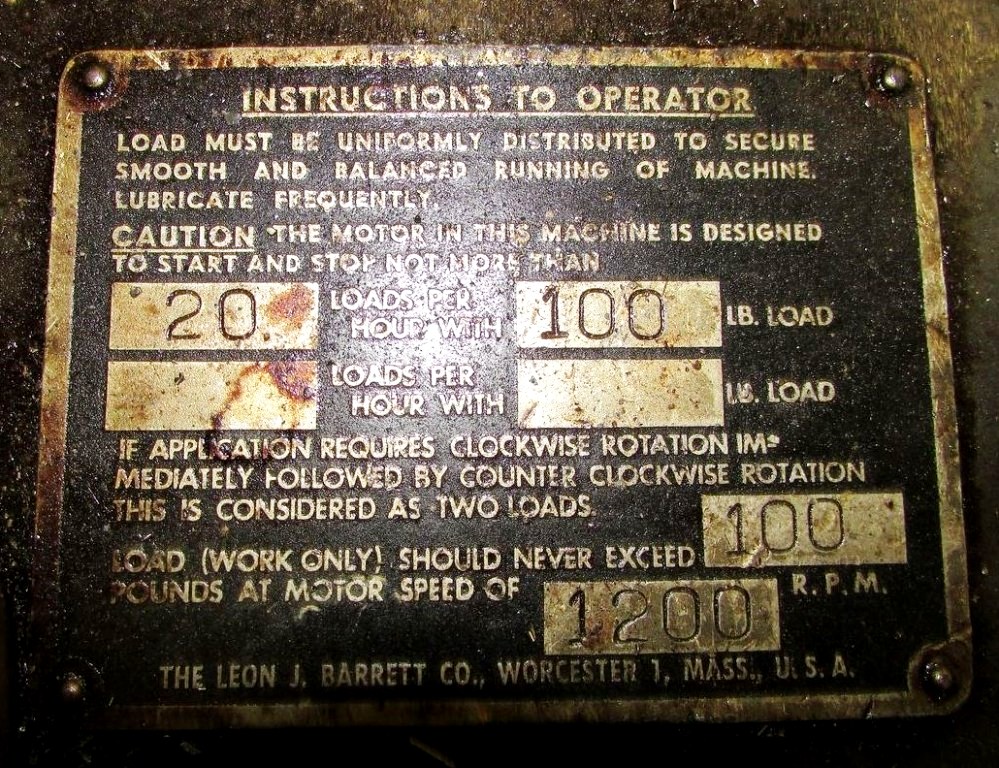 INSTRUCTIONS TO OPERATOR
LOAD MUST BE UNIFORMLY DISTRIBUTED TO SECURE
SMOOTH AND BALANCED RUNNING OF MACHINE.
LUBRICATE FREQUENTLY.
CAUTION - THE MOTOR IN THIS MACHINE IS DESIGNED
TO START AND STOP NOT MORE THAN
20 LOADS PER HOUR WITH 100 LB. LOAD
LOADS PER HOUR WITH LB. LOAD
IF APPLICATION REQUIRES CLOCKWISE ROTATION IM-
MEDIATELY FOLLOWED BY COUNTER CLOCKWISE ROTATION
THIS IS CONSIDERED AS TWO LOADS.
LOAD (WORK ONLY) SHOULD NEVER EXCEED 100
POUNDS AT MOTOR SPEED OF 1200 R.P.M.
THE LEON J. BARRETT CO., WORCESTER 1, MASS., U.S.A.